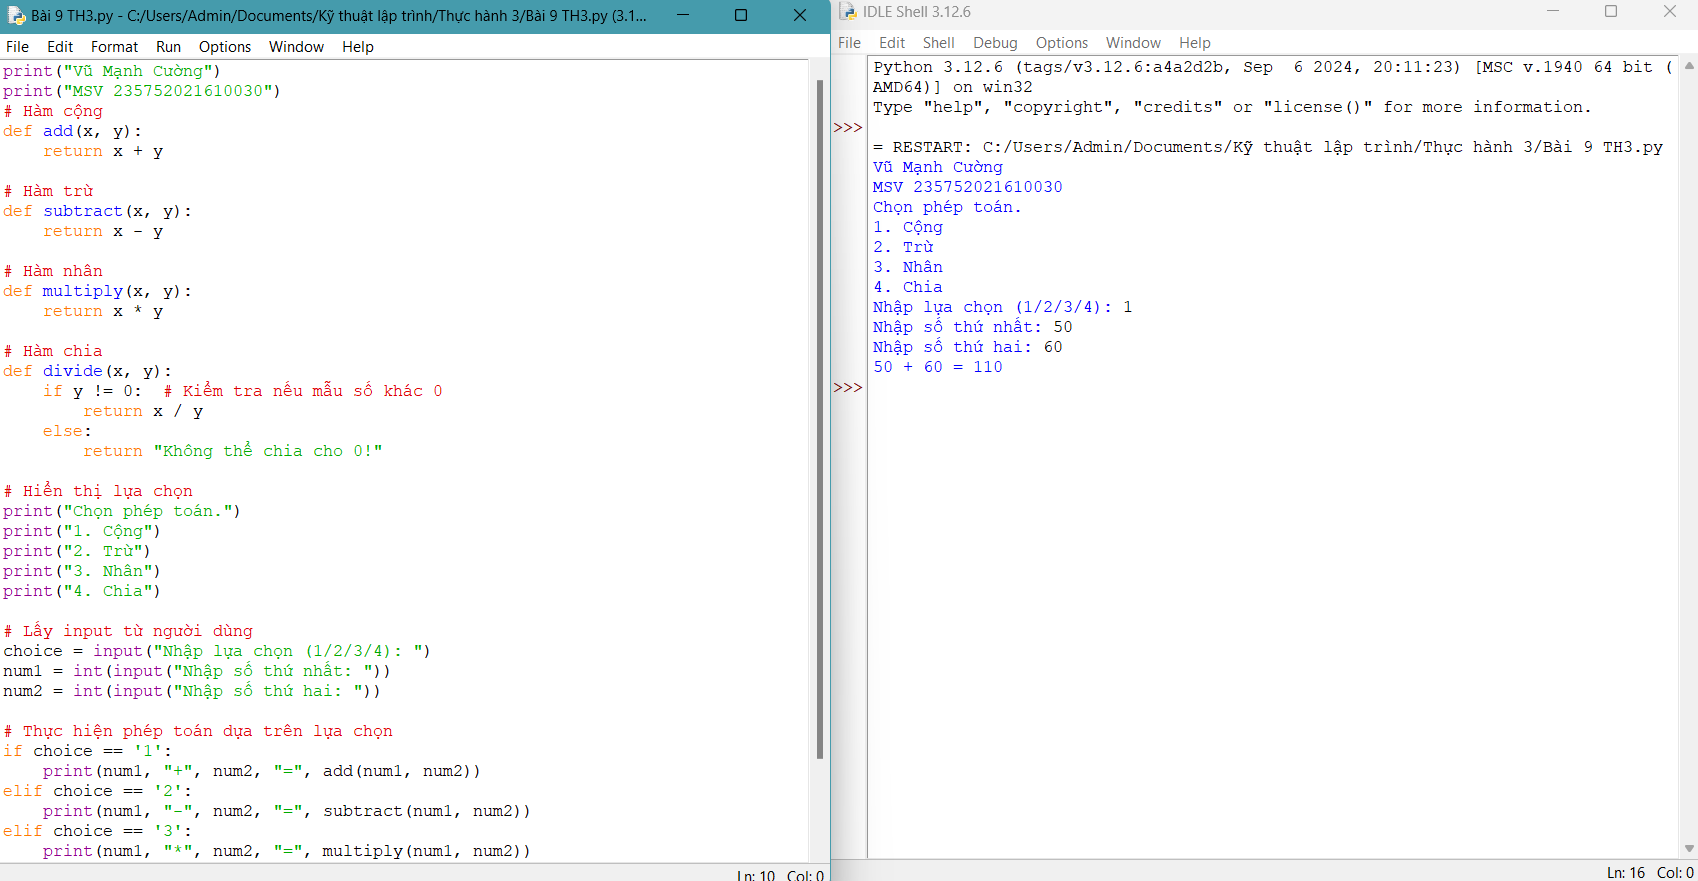 Bài 9 TH3.py - C:/Users/Admin/Documents/Kỹ thuật lập trình/Thực hành 3/Bài 9 TH3.py (3.1...
File Edit Format Run Options Window Help
print("Vũ Mạnh Cường")
print("MSV 235752021610030")
# Hàm cộng
def add(x, y):
    return x + y

# Hàm trừ
def subtract(x, y):
    return x - y

# Hàm nhân
def multiply(x, y):
    return x * y

# Hàm chia
def divide(x, y):
    if y != 0:  # Kiểm tra nếu mẫu số khác 0
        return x / y
    else:
        return "Không thể chia cho 0!"

# Hiển thị lựa chọn
print("Chọn phép toán.")
print("1. Cộng")
print("2. Trừ")
print("3. Nhân")
print("4. Chia")

# Lấy input từ người dùng
choice = input("Nhập lựa chọn (1/2/3/4): ")
num1 = int(input("Nhập số thứ nhất: "))
num2 = int(input("Nhập số thứ hai: "))

# Thực hiện phép toán dựa trên lựa chọn
if choice == '1':
    print(num1, "+", num2, "=", add(num1, num2))
elif choice == '2':
    print(num1, "-", num2, "=", subtract(num1, num2))
elif choice == '3':
    print(num1, "*", num2, "=", multiply(num1, num2))
Ln: 10 Col: 0
IDLE Shell 3.12.6
File Edit Shell Debug Options Window Help
Python 3.12.6 (tags/v3.12.6:a4a2d2b, Sep  6 2024, 20:11:23) [MSC v.1940 64 bit (
AMD64)] on win32
Type "help", "copyright", "credits" or "license()" for more information.
>>>
= RESTART: C:/Users/Admin/Documents/Kỹ thuật lập trình/Thực hành 3/Bài 9 TH3.py
Vũ Mạnh Cường
MSV 235752021610030
Chọn phép toán.
1. Cộng
2. Trừ
3. Nhân
4. Chia
Nhập lựa chọn (1/2/3/4): 1
Nhập số thứ nhất: 50
Nhập số thứ hai: 60
50 + 60 = 110
>>>
Ln: 16 Col: 0